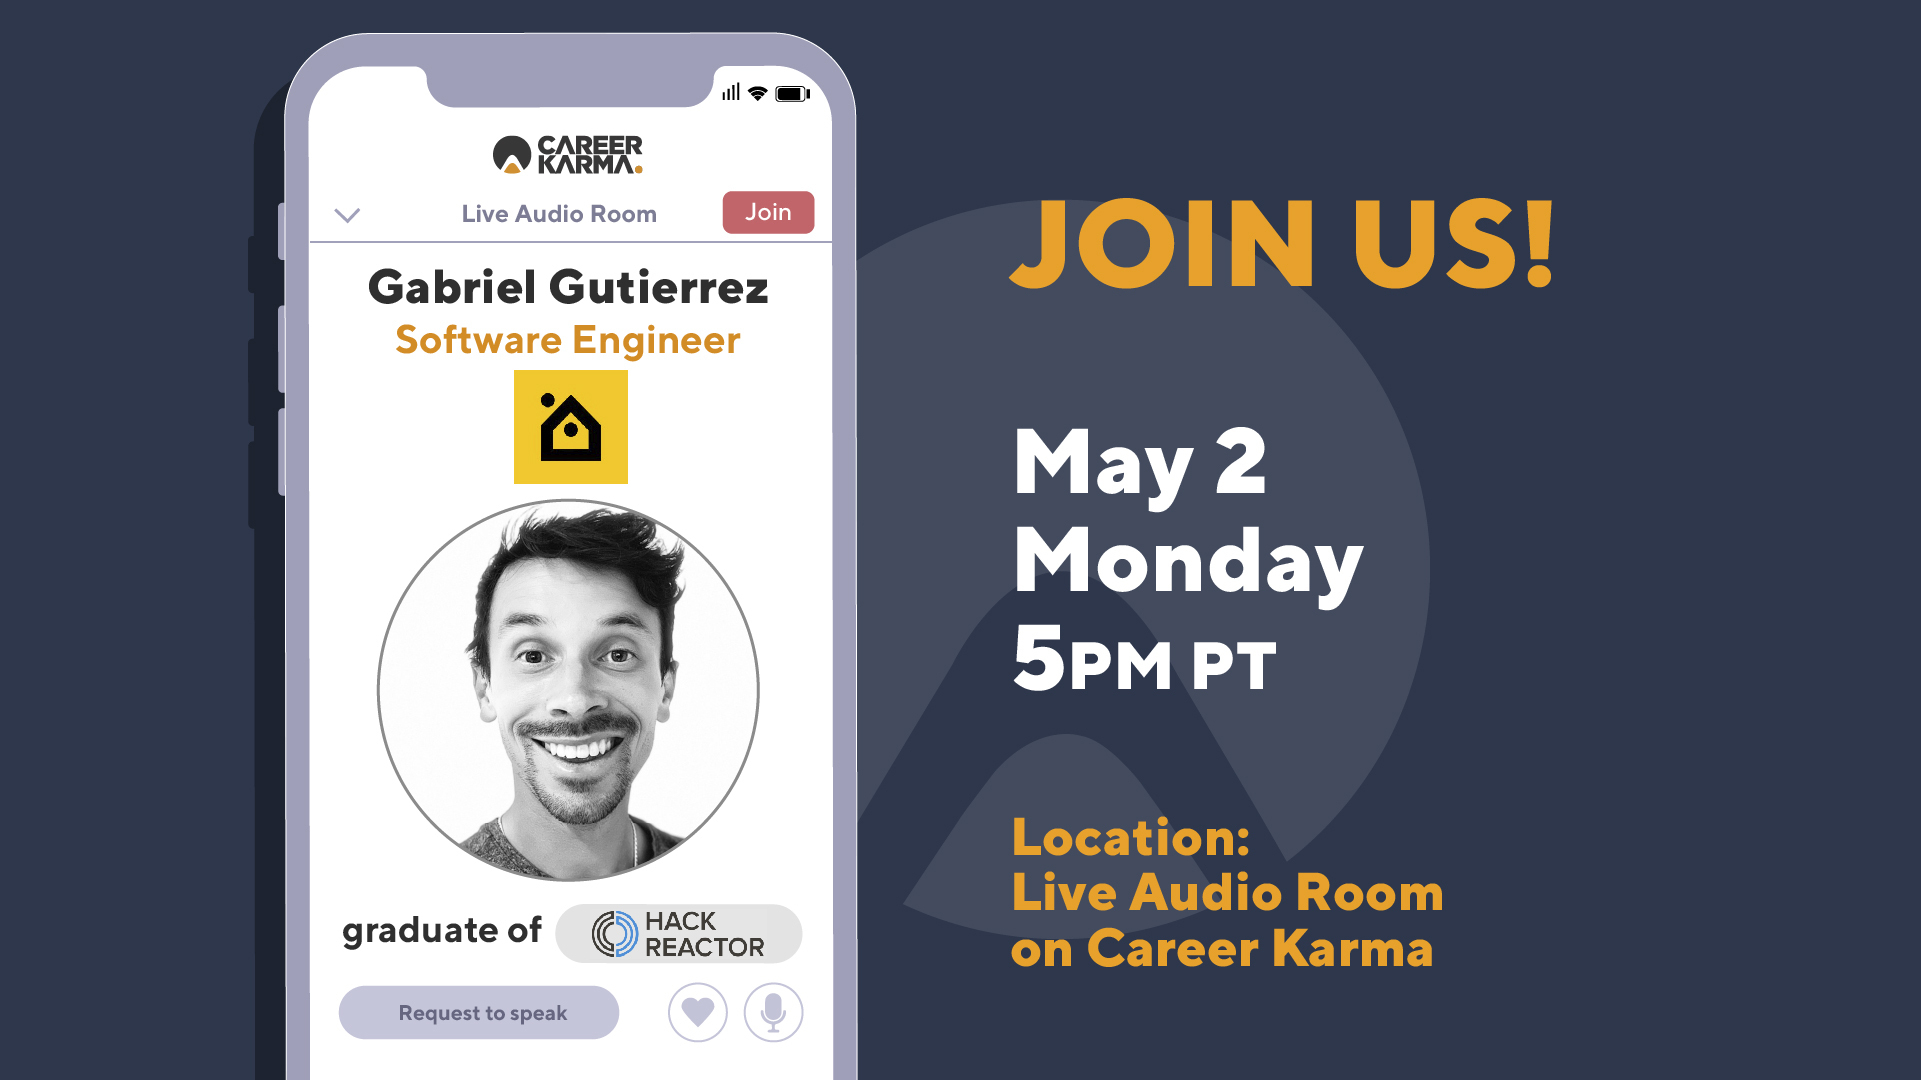 CAREER
KARMA.
Live Audio Room
Join
Gabriel Gutierrez
Software Engineer
graduate of
HACK
REACTOR
Request to speak
JOIN US!
May 2
Monday
5PM PT
Location:
Live Audio Room
on Career Karma